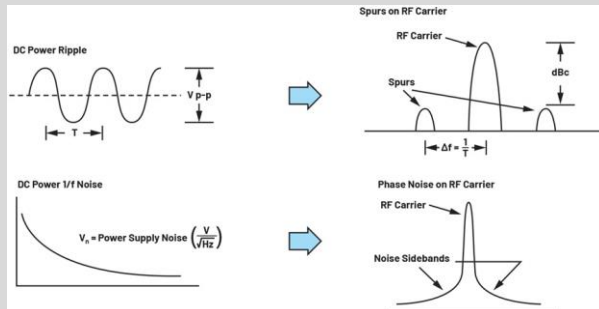 DC Power Ripple
V p-p
T
Spurs on RF Carrier
RF Carrier
Spurs
dBc
Δf = 1/T
DC Power 1/f Noise
Vn = Power Supply Noise (V/√Hz)
Phase Noise on RF Carrier
RF Carrier
Noise Sidebands